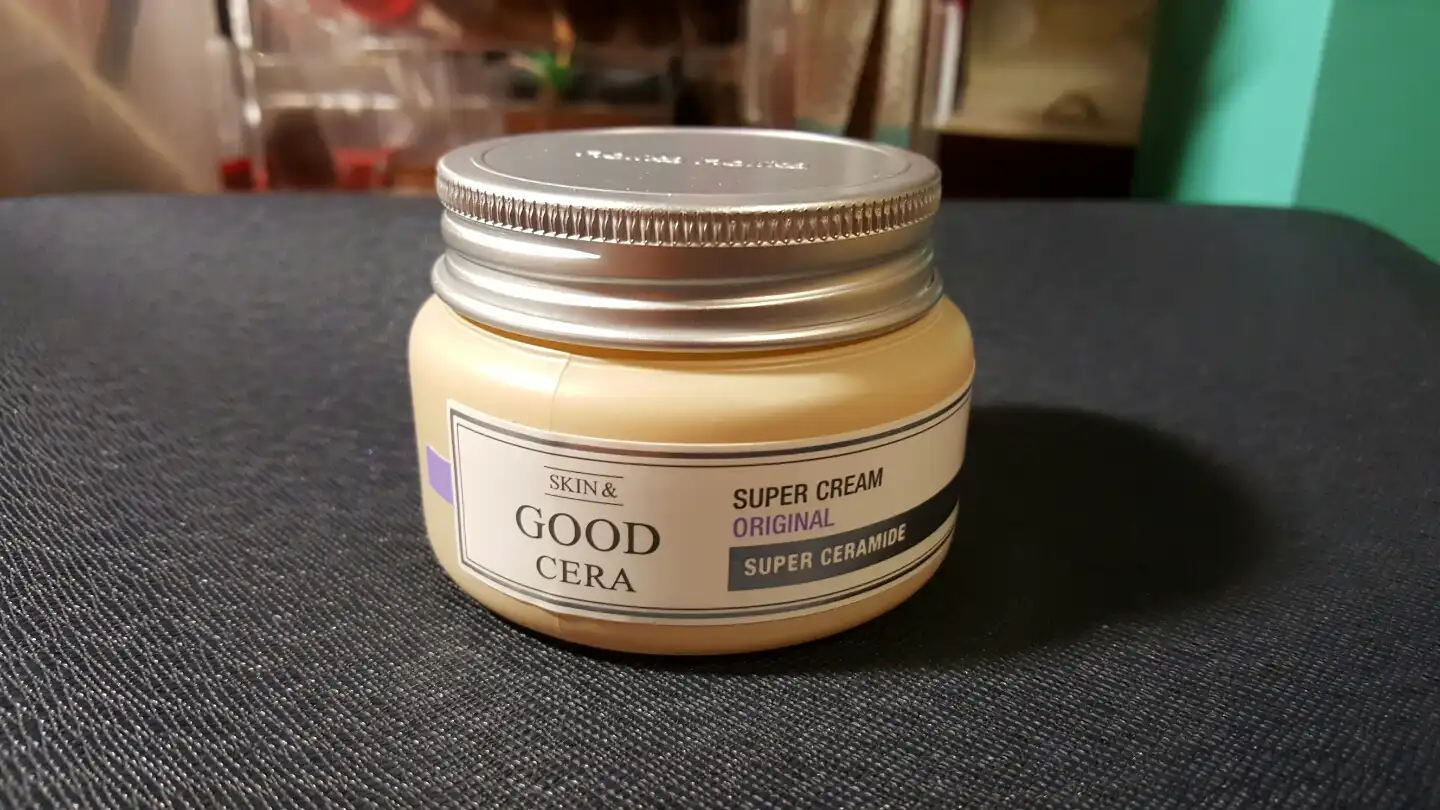 SKIN &
GOOD
CERA
SUPER CREAM
ORIGINAL
SUPER CERAMIDE